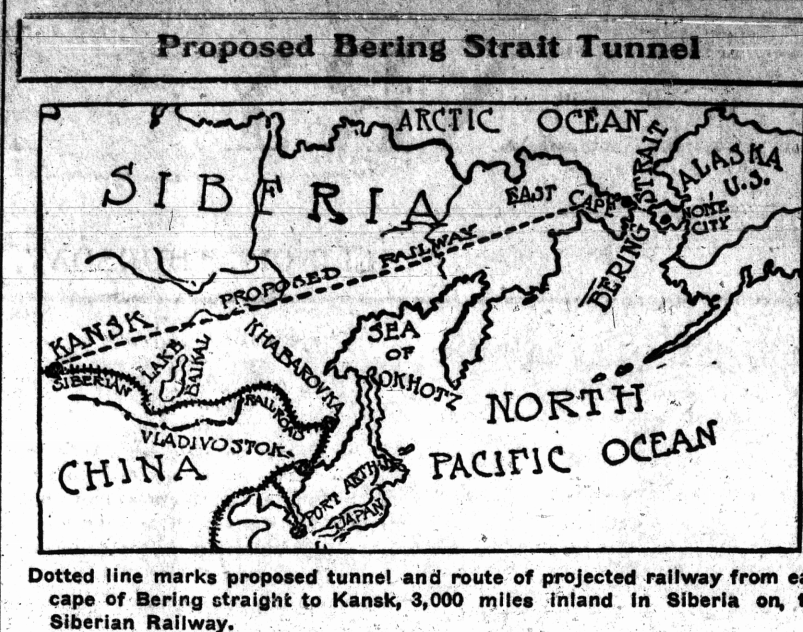 Proposed Bering Strait Tunnel
ARCTIC OCEAN
SIBERIA
EAST CAPE
BERING STRAIT
ALASKA
U.S.
NOME
CITY
PROPOSED RAILWAY
KANSK
SIBERIAN
RAILROAD
LAKE
BAIKAL
KHABAROVKA
SEA
OF
OKHOTZ
VLADIVOSTOK
CHINA
NORTH
PACIFIC OCEAN
PORT ARTHUR
JAPAN
Dotted line marks proposed tunnel and route of projected railway from
cape of Bering straight to Kansk, 3,000 miles inland in Siberia on,
Siberian Railway.